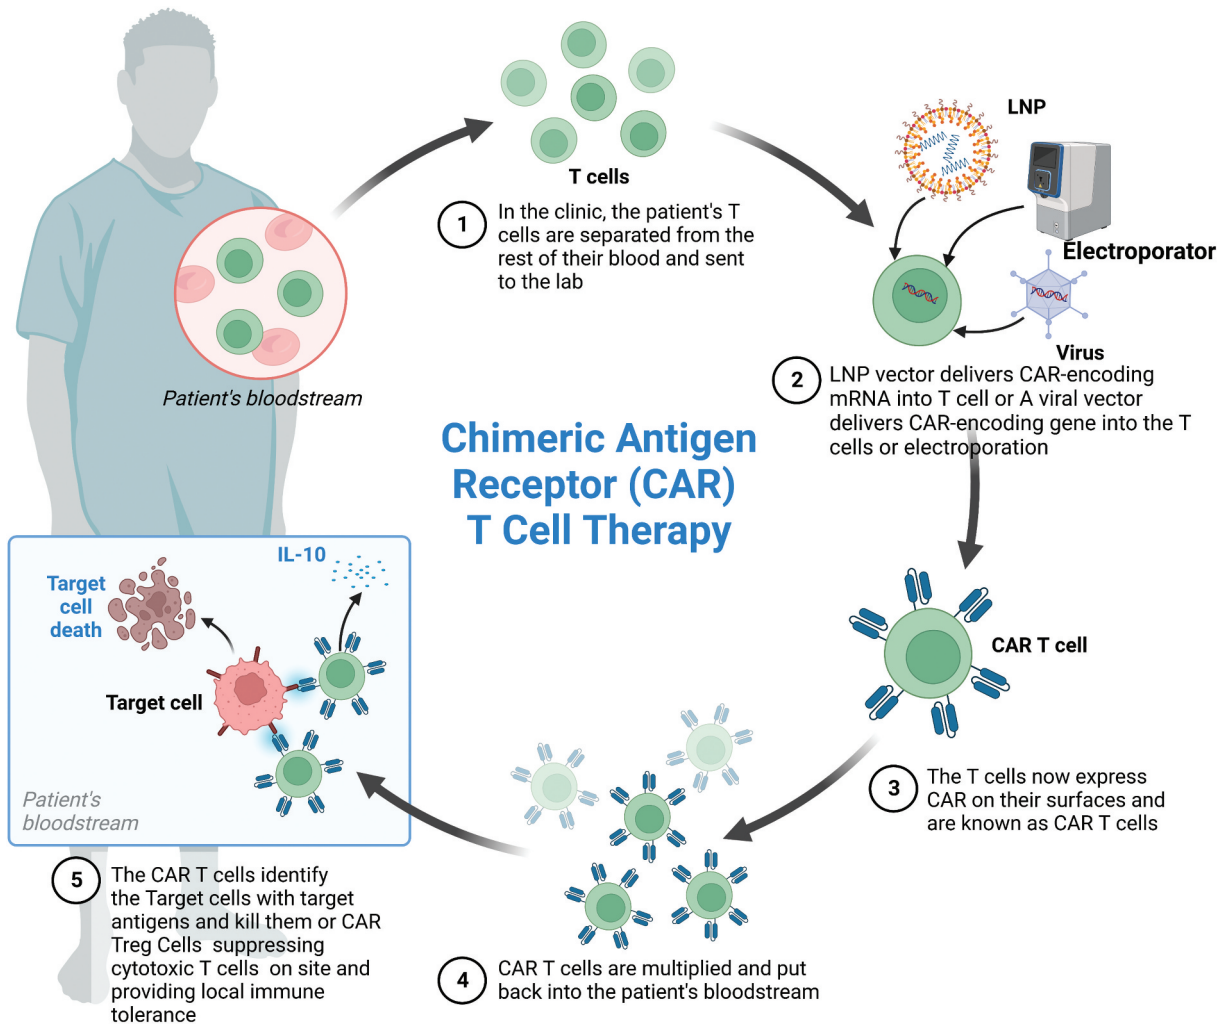 T cells
1
In the clinic, the patient's T
cells are separated from the
rest of their blood and sent
to the lab
Patient's bloodstream
LNP
Electroporator
Virus
2
LNP vector delivers CAR-encoding
mRNA into T cell or A viral vector
delivers CAR-encoding gene into the T
cells or electroporation
Chimeric Antigen
Receptor (CAR)
T Cell Therapy
CAR T cell
3
The T cells now express
CAR on their surfaces and
are known as CAR T cells
4
CAR T cells are multiplied and put
back into the patient's bloodstream
IL-10
Target
cell
death
Target cell
Patient's
bloodstream
5
The CAR T cells identify
the Target cells with target
antigens and kill them or CAR
Treg Cells suppressing
cytotoxic T cells on site and
providing local immune
tolerance